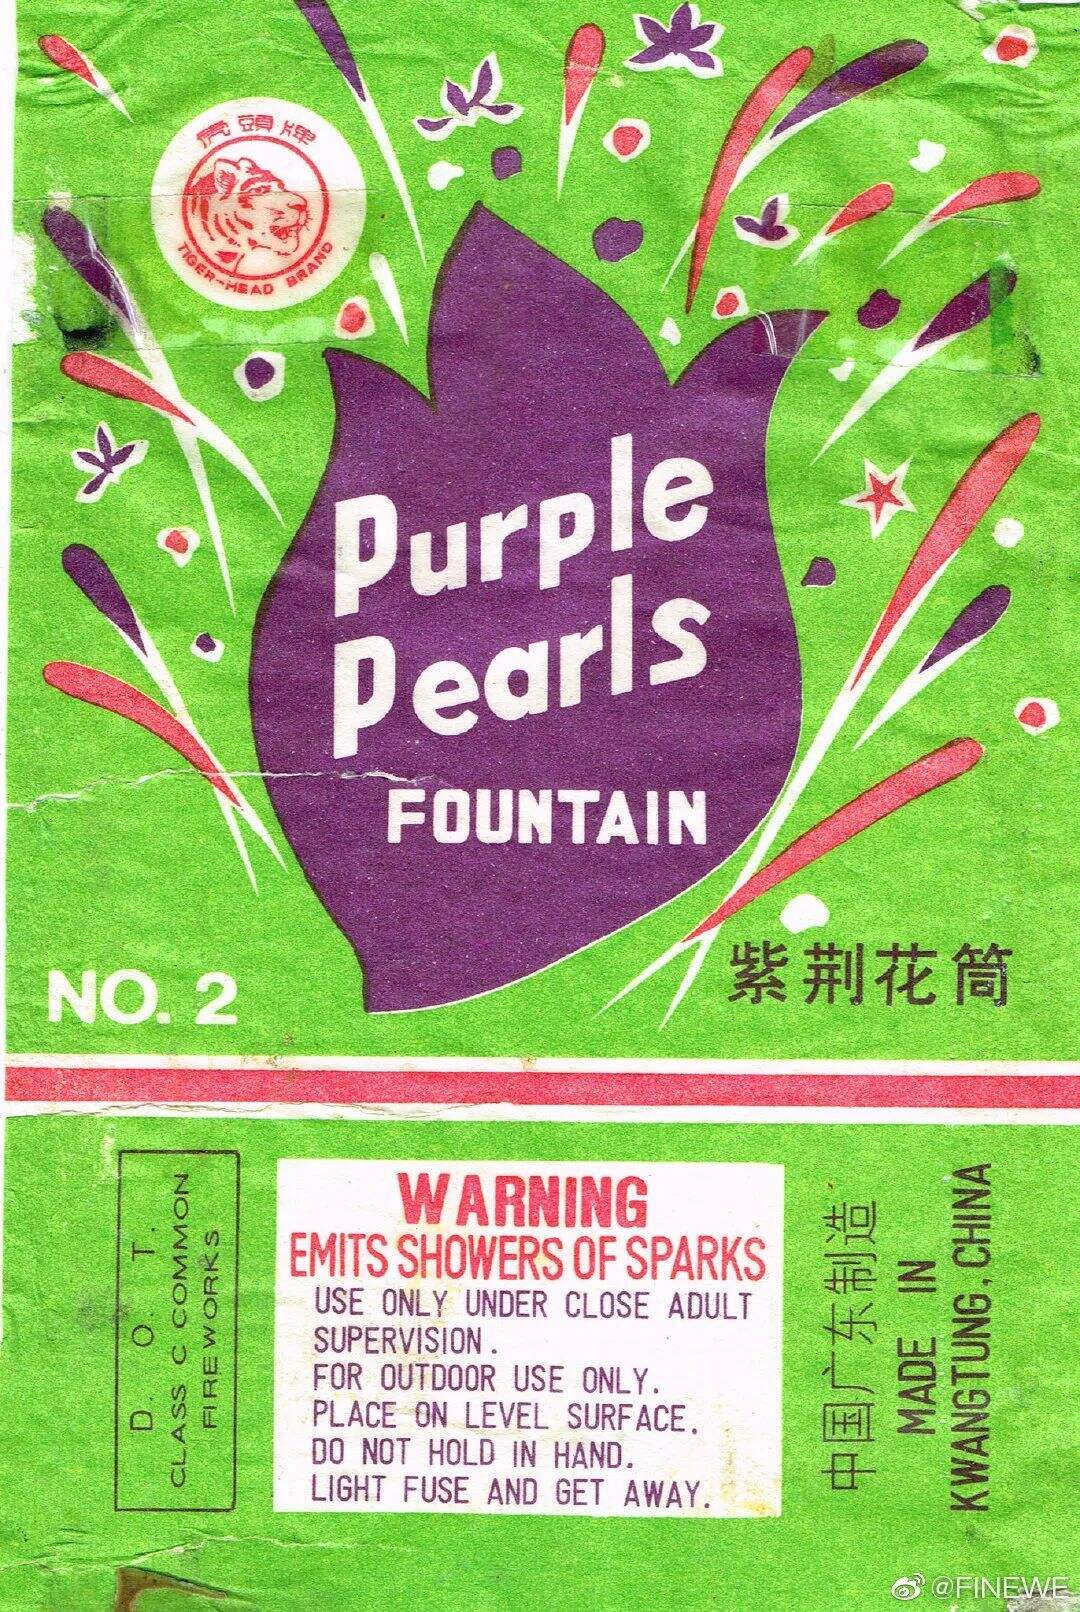 虎頭牌
TIGER-HEAD BRAND
Purple
Pearls
FOUNTAIN
NO. 2
紫荆花筒
D. O. T.
CLASS C COMMON
FIREWORKS
WARNING
EMITS SHOWERS OF SPARKS
USE ONLY UNDER CLOSE ADULT
SUPERVISION.
FOR OUTDOOR USE ONLY.
PLACE ON LEVEL SURFACE.
DO NOT HOLD IN HAND.
LIGHT FUSE AND GET AWAY.
中国广东制造
MADE IN
KWANGTUNG, CHINA
@FINEWE